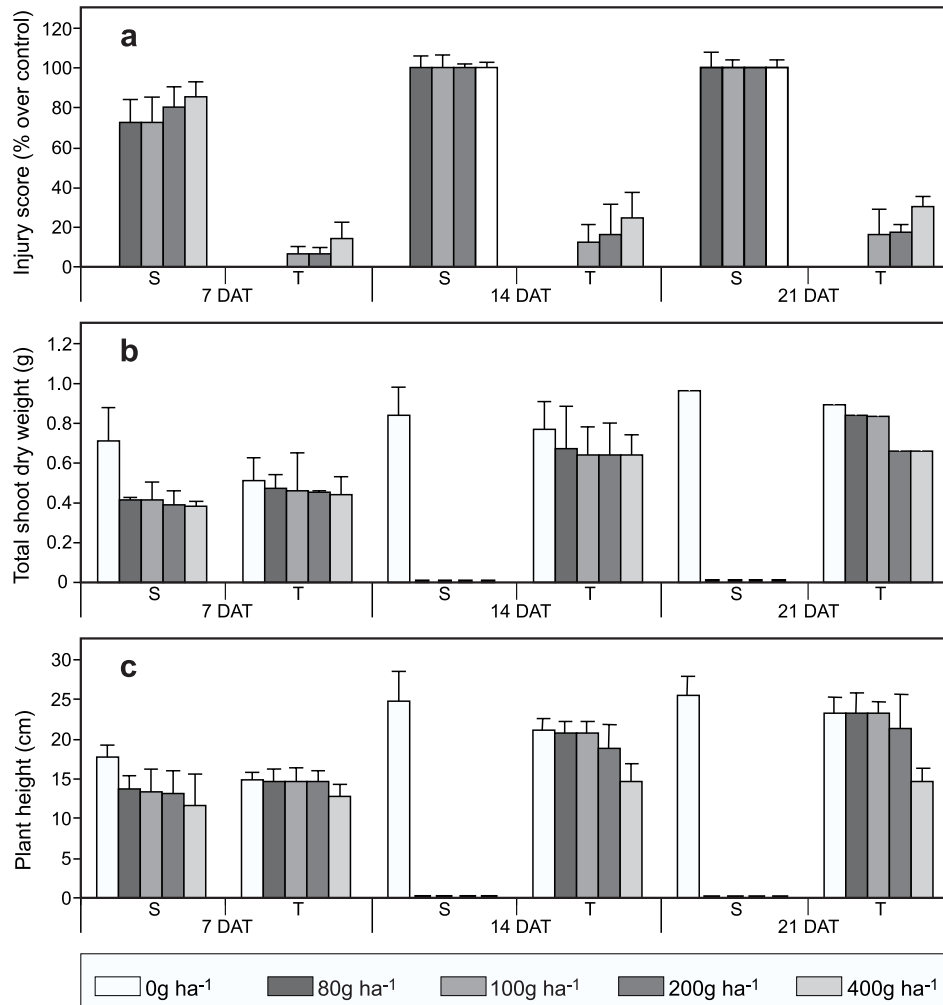 a
Injury score (% over control)
120
100
80
60
40
20
0
S T S T S T
7 DAT 14 DAT 21 DAT
b
Total shoot dry weight (g)
1.2
1.0
0.8
0.6
0.4
0.2
0
S T S T S T
7 DAT 14 DAT 21 DAT
c
Plant height (cm)
30
25
20
15
10
5
0
S T S T S T
7 DAT 14 DAT 21 DAT
0g ha⁻¹ 80g ha⁻¹ 100g ha⁻¹ 200g ha⁻¹ 400g ha⁻¹